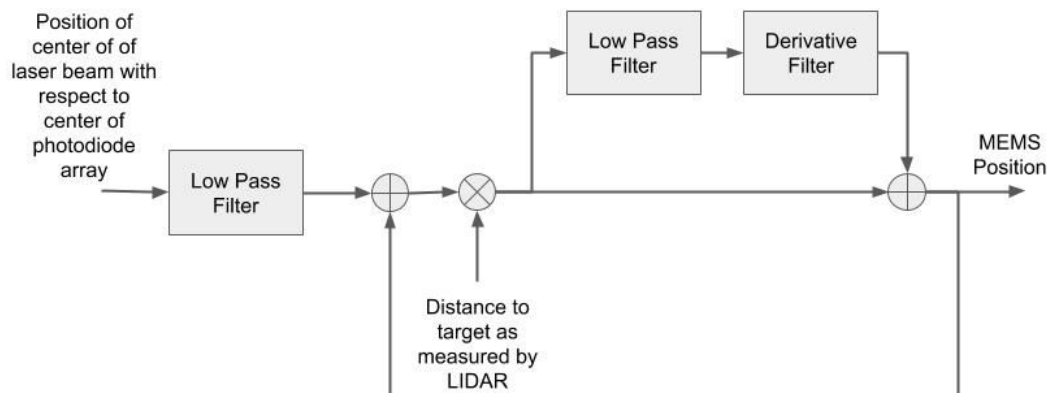 Position of
center of of
laser beam with
respect to
center of
photodiode
array
Low Pass
Filter
Low Pass
Filter
Derivative
Filter
MEMS
Position
Distance to
target as
measured by
LIDAR